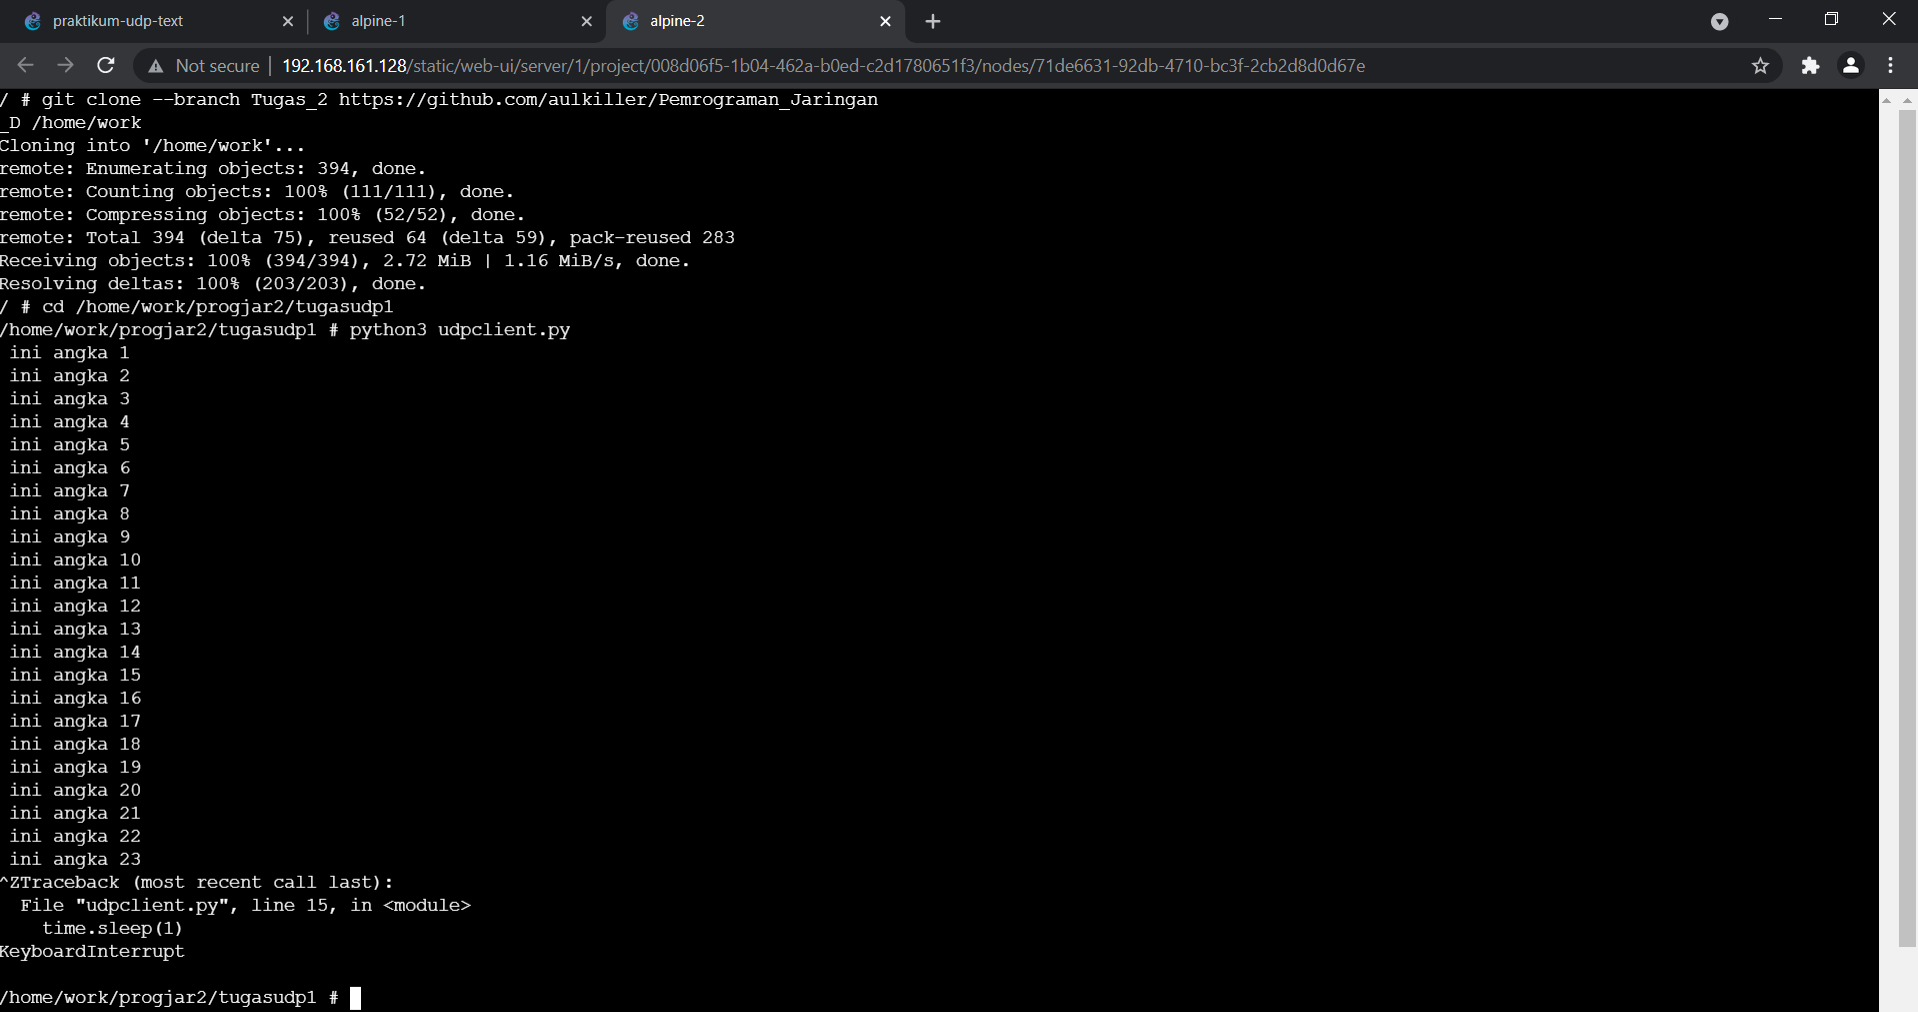 praktikum-udp-text
alpine-1
alpine-2
Not secure
192.168.161.128/static/web-ui/server/1/project/008d06f5-1b04-462a-b0ed-c2d1780651f3/nodes/71de6631-92db-4710-bc3f-2cb2d8d0d67e
/ # git clone --branch Tugas_2 https://github.com/aulkiller/Pemrograman_Jaringan
_D /home/work
Cloning into '/home/work'...
remote: Enumerating objects: 394, done.
remote: Counting objects: 100% (111/111), done.
remote: Compressing objects: 100% (52/52), done.
remote: Total 394 (delta 75), reused 64 (delta 59), pack-reused 283
Receiving objects: 100% (394/394), 2.72 MiB | 1.16 MiB/s, done.
Resolving deltas: 100% (203/203), done.
/ # cd /home/work/progjar2/tugasudp1
/home/work/progjar2/tugasudp1 # python3 udpclient.py
ini angka 1
ini angka 2
ini angka 3
ini angka 4
ini angka 5
ini angka 6
ini angka 7
ini angka 8
ini angka 9
ini angka 10
ini angka 11
ini angka 12
ini angka 13
ini angka 14
ini angka 15
ini angka 16
ini angka 17
ini angka 18
ini angka 19
ini angka 20
ini angka 21
ini angka 22
ini angka 23
^ZTraceback (most recent call last):
  File "udpclient.py", line 15, in <module>
    time.sleep(1)
KeyboardInterrupt
/home/work/progjar2/tugasudp1 #